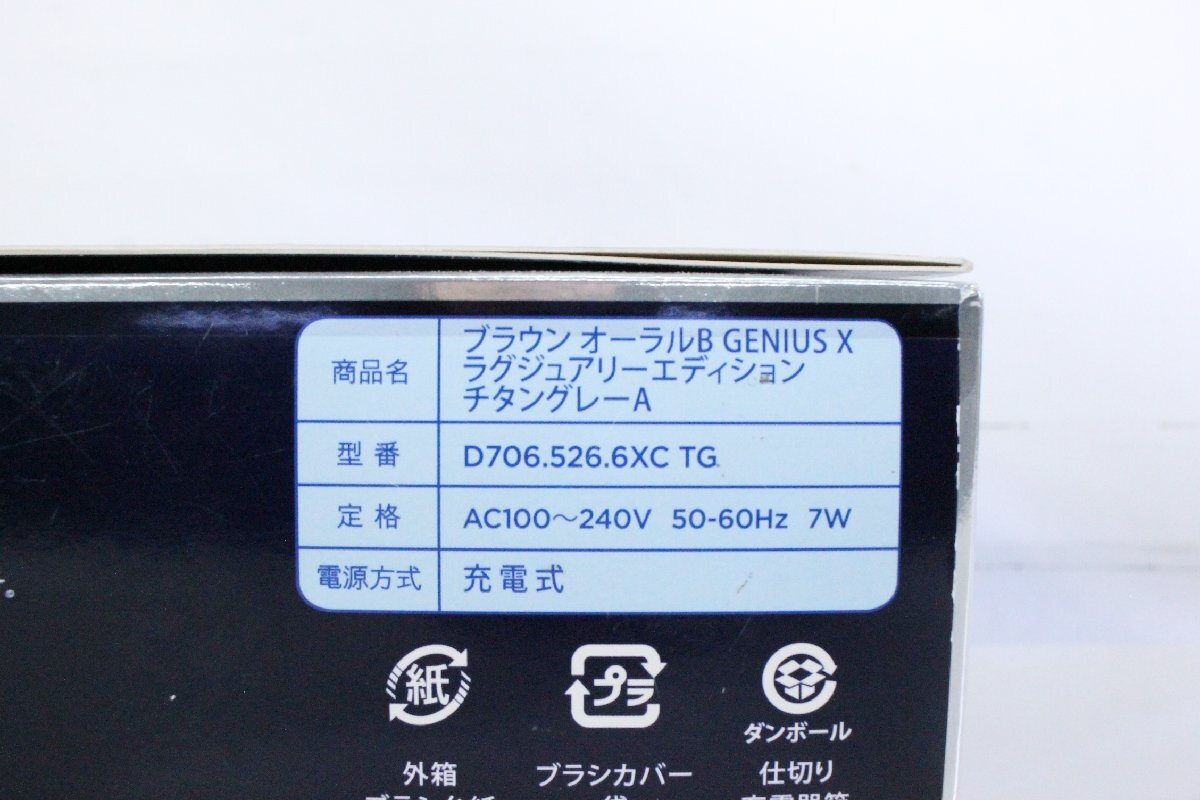 商品名
ブラウン オーラルB GENIUS X
ラグジュアリーエディション
チタングレーA
型番
D706.526.6XC TG
定格
AC100～240V 50-60Hz 7W
電源方式
充電式
す。
紙
プラ
ダンボール
外箱
ブラシカバー
仕切り